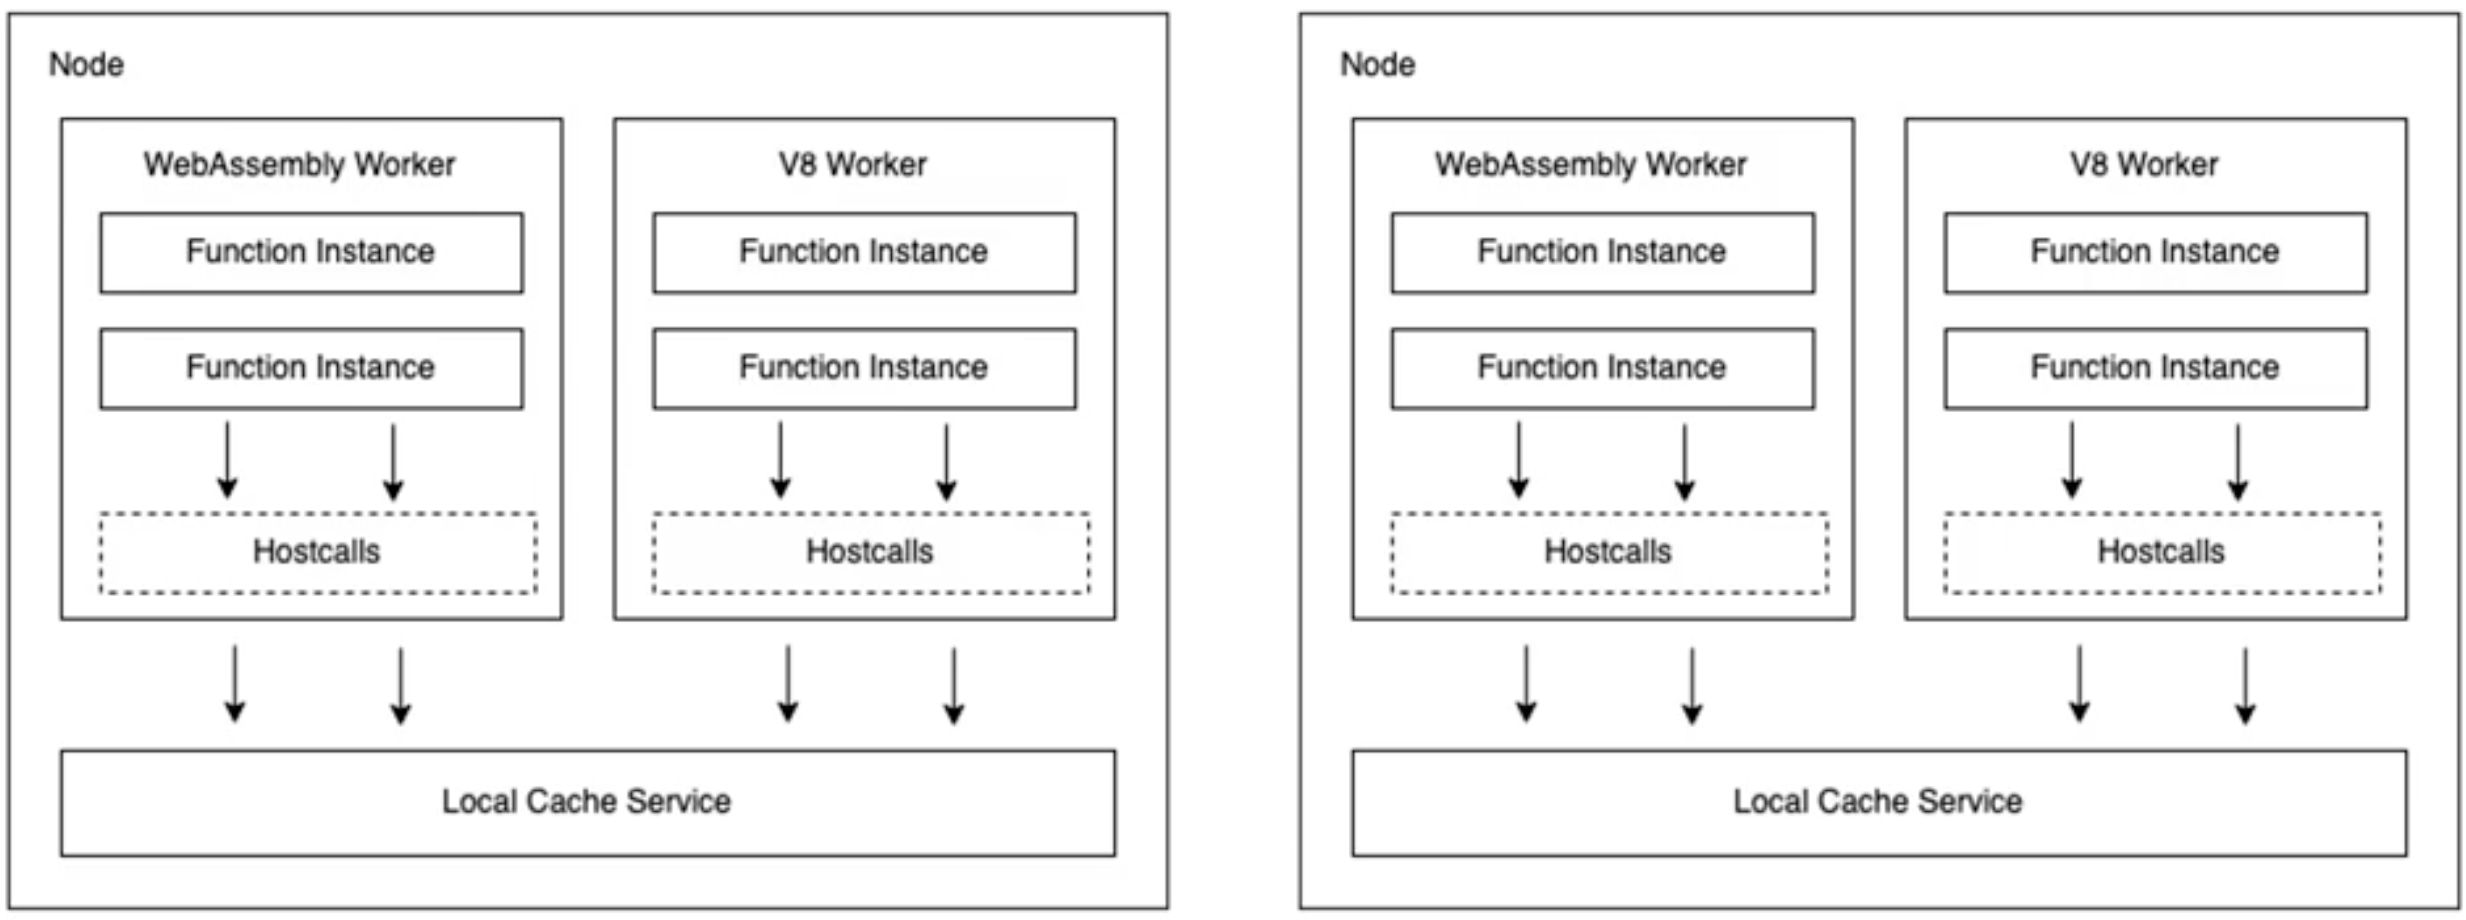 Node
WebAssembly Worker
Function Instance
Function Instance
Hostcalls
V8 Worker
Function Instance
Function Instance
Hostcalls
Local Cache Service
Node
WebAssembly Worker
Function Instance
Function Instance
Hostcalls
V8 Worker
Function Instance
Function Instance
Hostcalls
Local Cache Service